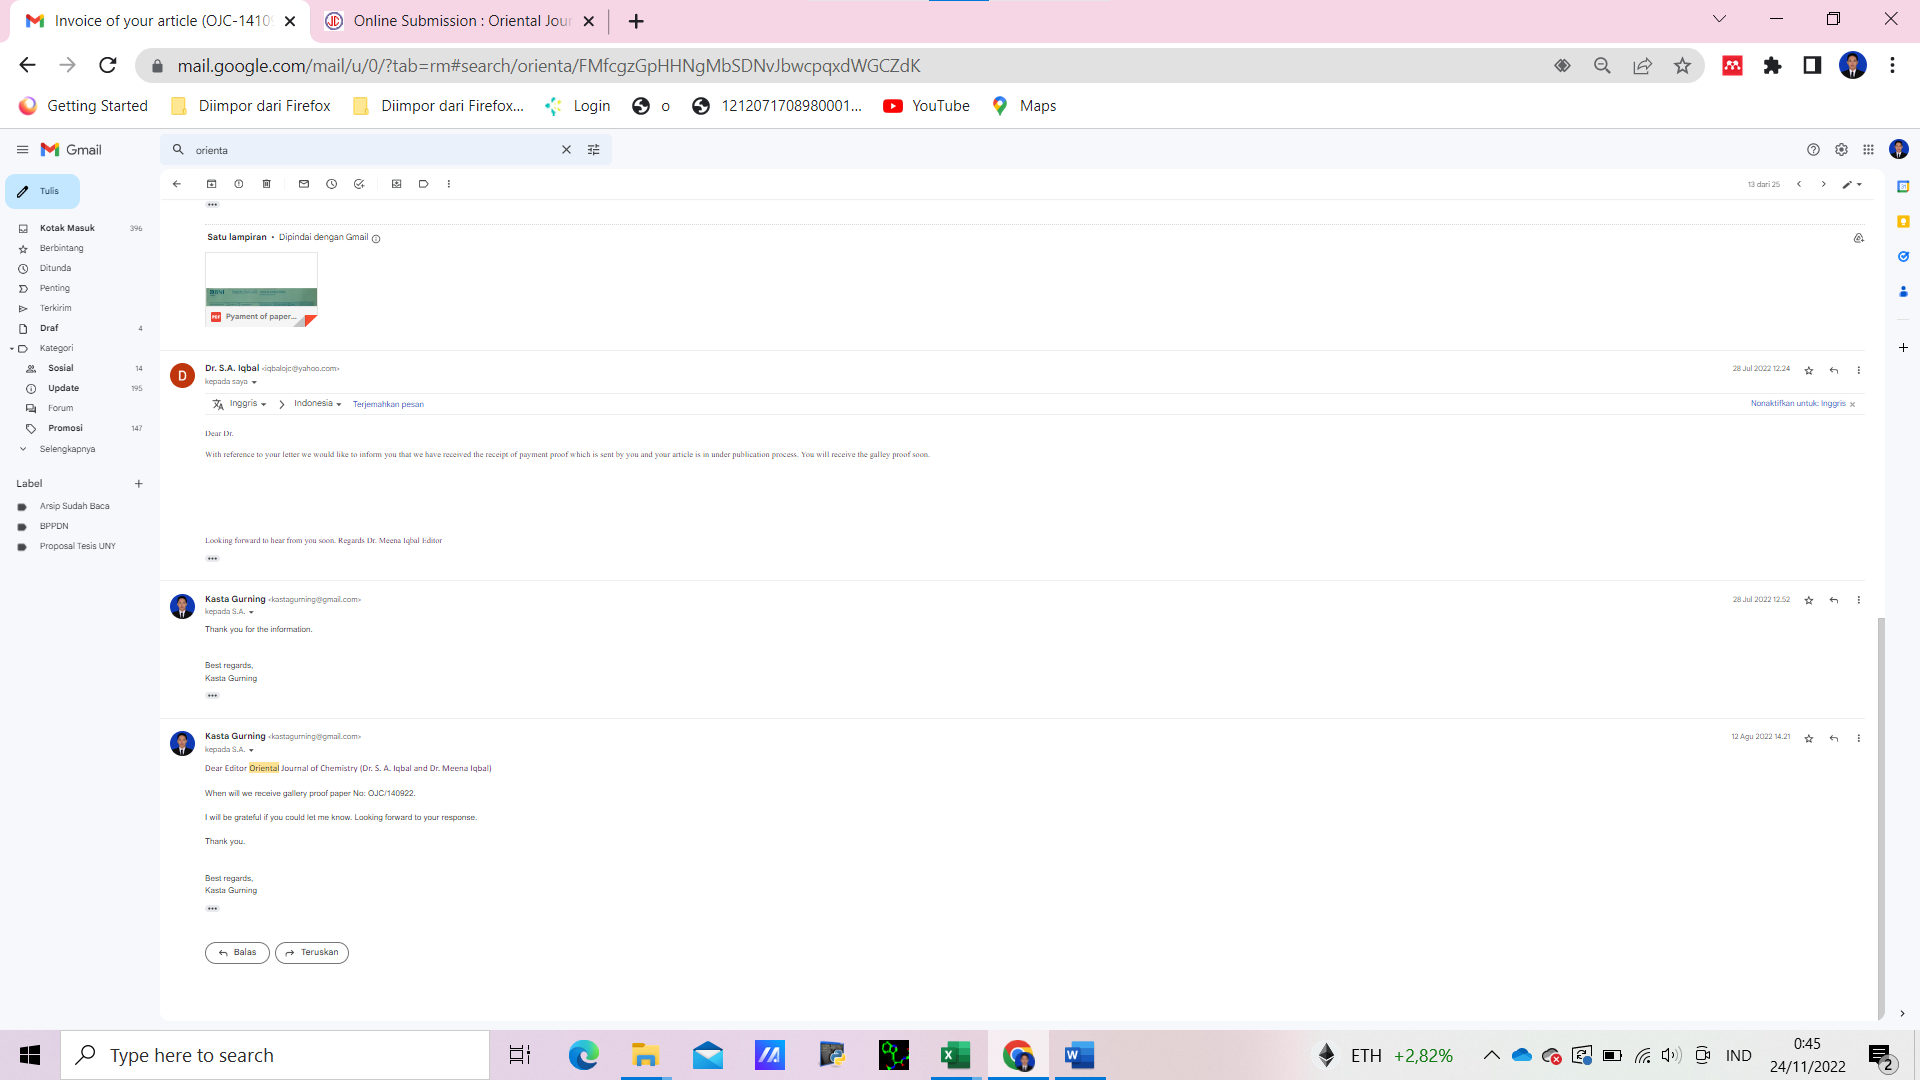 Invoice of your article (OJC-1410
Online Submission : Oriental Jour
mail.google.com/mail/u/0/?tab=rm#search/orienta/FMfcgzGpHHNgMbSDNvJbwcpqxdWGCZdK
Getting Started
Diimpor dari Firefox
Diimpor dari Firefox...
Login
o
1212071708980001...
YouTube
Maps
Gmail
orienta
Tulis
13 dari 25
Kotak Masuk 396
Berbintang
Ditunda
Penting
Terkirim
Draf 4
Kategori
Sosial 14
Update 195
Forum
Promosi 147
Selengkapnya
Label
Arsip Sudah Baca
BPPDN
Proposal Tesis UNY
Satu lampiran • Dipindai dengan Gmail
BNI
PDF Pyament of paper...
D
Dr. S.A. Iqbal <iqbalojc@yahoo.com>
28 Jul 2022 12.24
kepada saya
Inggris > Indonesia Terjemahkan pesan
Nonaktifkan untuk: Inggris x
Dear Dr.
With reference to your letter we would like to inform you that we have received the receipt of payment proof which is sent by you and your article is in under publication process. You will receive the galley proof soon.
Looking forward to hear from you soon. Regards Dr. Meena Iqbal Editor
Kasta Gurning <kastagurning@gmail.com>
28 Jul 2022 12.52
kepada S.A.
Thank you for the information.
Best regards,
Kasta Gurning
Kasta Gurning <kastagurning@gmail.com>
12 Agu 2022 14.21
kepada S.A.
Dear Editor Oriental Journal of Chemistry (Dr. S. A. Iqbal and Dr. Meena Iqbal)
When will we receive gallery proof paper No: OJC/140922.
I will be grateful if you could let me know. Looking forward to your response.
Thank you.
Best regards,
Kasta Gurning
Balas
Teruskan
Type here to search
ETH +2,82%
IND
0:45
24/11/2022
2